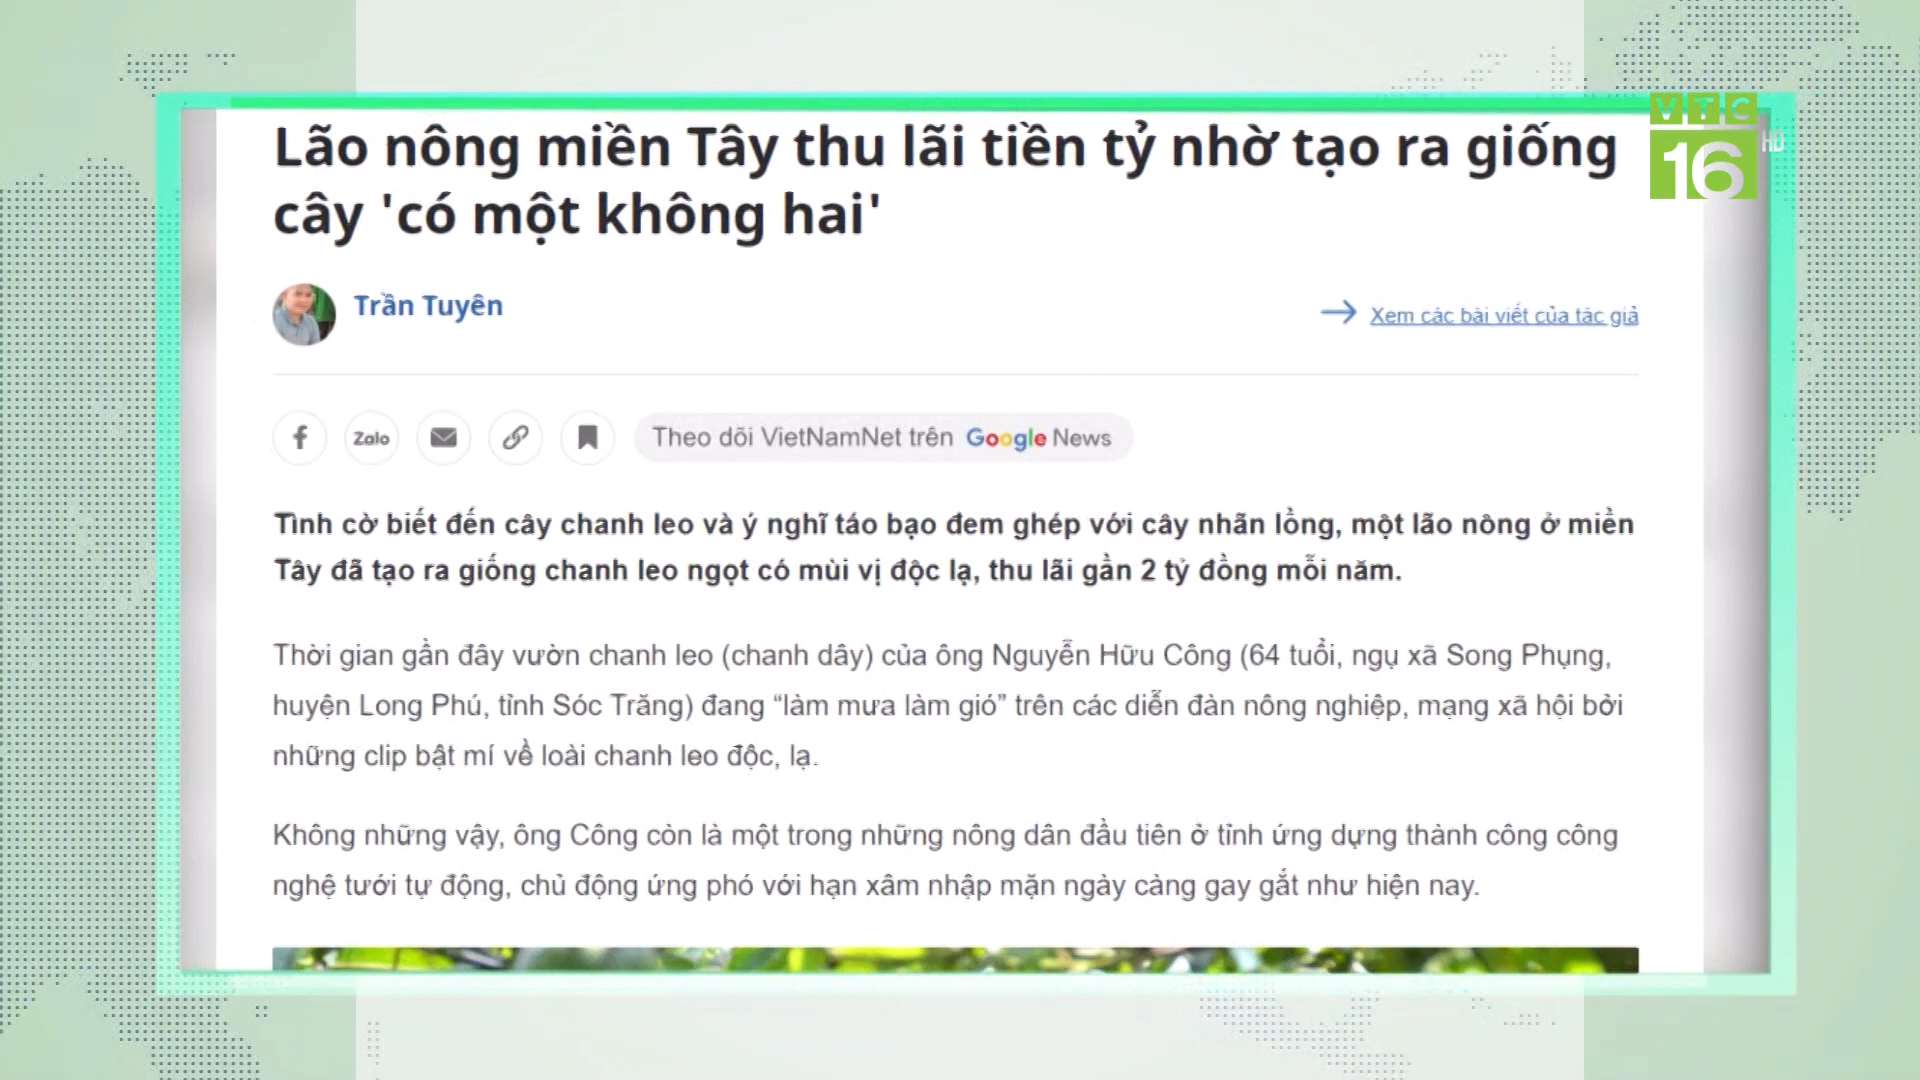 Lão nông miền Tây thu lãi tiền tỷ nhờ tạo ra giống
cây 'có một không hai'
VTC
16
HD
Trần Tuyên
Xem các bài viết của tác giả
Zalo
Theo dõi VietNamNet trên Google News
Tình cờ biết đến cây chanh leo và ý nghĩ táo bạo đem ghép với cây nhãn lồng, một lão nông ở miền
Tây đã tạo ra giống chanh leo ngọt có mùi vị độc lạ, thu lãi gần 2 tỷ đồng mỗi năm.
Thời gian gần đây vườn chanh leo (chanh dây) của ông Nguyễn Hữu Công (64 tuổi, ngụ xã Song Phụng,
huyện Long Phú, tỉnh Sóc Trăng) đang “làm mưa làm gió” trên các diễn đàn nông nghiệp, mạng xã hội bởi
những clip bật mí về loài chanh leo độc, lạ.
Không những vậy, ông Công còn là một trong những nông dân đầu tiên ở tỉnh ứng dựng thành công công
nghệ tưới tự động, chủ động ứng phó với hạn xâm nhập mặn ngày càng gay gắt như hiện nay.